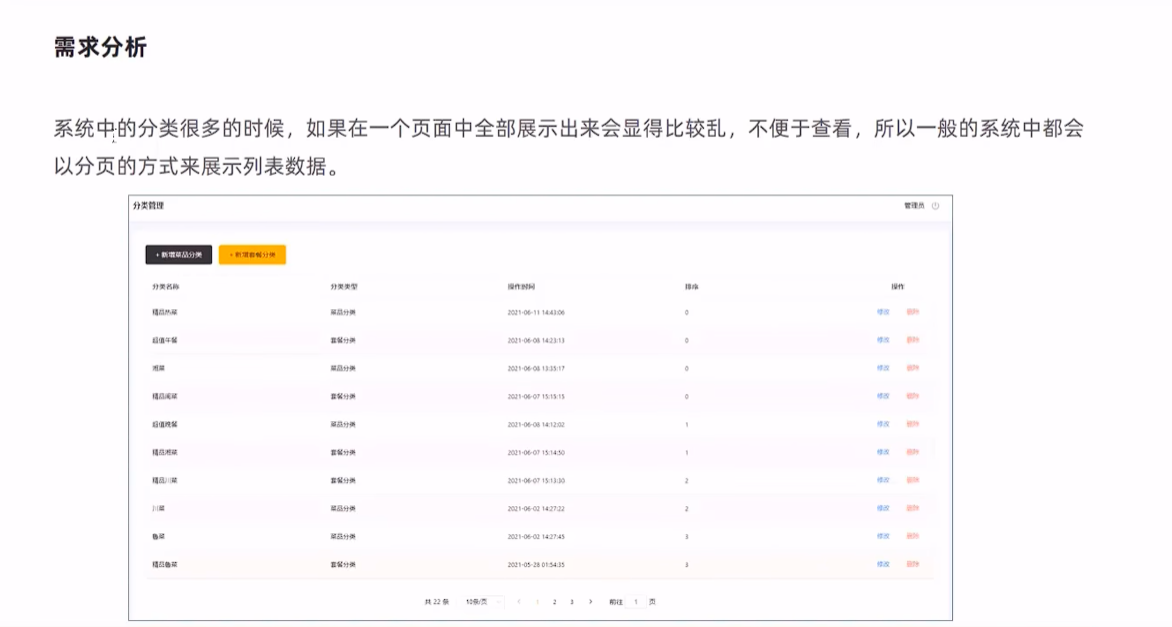 需求分析
系统中的分类很多的时候，如果在一个页面中全部展示出来会显得比较乱，不便于查看，所以一般的系统中都会
以分页的方式来展示列表数据。
分类管理 管理员
+ 新增菜品分类 + 新增套餐分类
分类名称 分类类型 操作时间 排序 操作
精品热菜 菜品分类 2021-06-11 14:43:06 0 修改 删除
超值午餐 套餐分类 2021-06-08 14:23:13 0 修改 删除
湘菜 菜品分类 2021-06-08 13:35:17 0 修改 删除
精品闽菜 套餐分类 2021-06-07 15:15:15 0 修改 删除
超值晚餐 菜品分类 2021-06-08 14:12:02 1 修改 删除
精品湘菜 套餐分类 2021-06-07 15:14:50 1 修改 删除
精品川菜 套餐分类 2021-06-07 15:13:30 2 修改 删除
川菜 菜品分类 2021-06-02 14:27:22 2 修改 删除
鲁菜 菜品分类 2021-06-02 14:27:45 3 修改 删除
精品鲁菜 套餐分类 2021-05-28 01:54:35 3 修改 删除
共 22 条 10条/页 1 2 3 前往 1 页